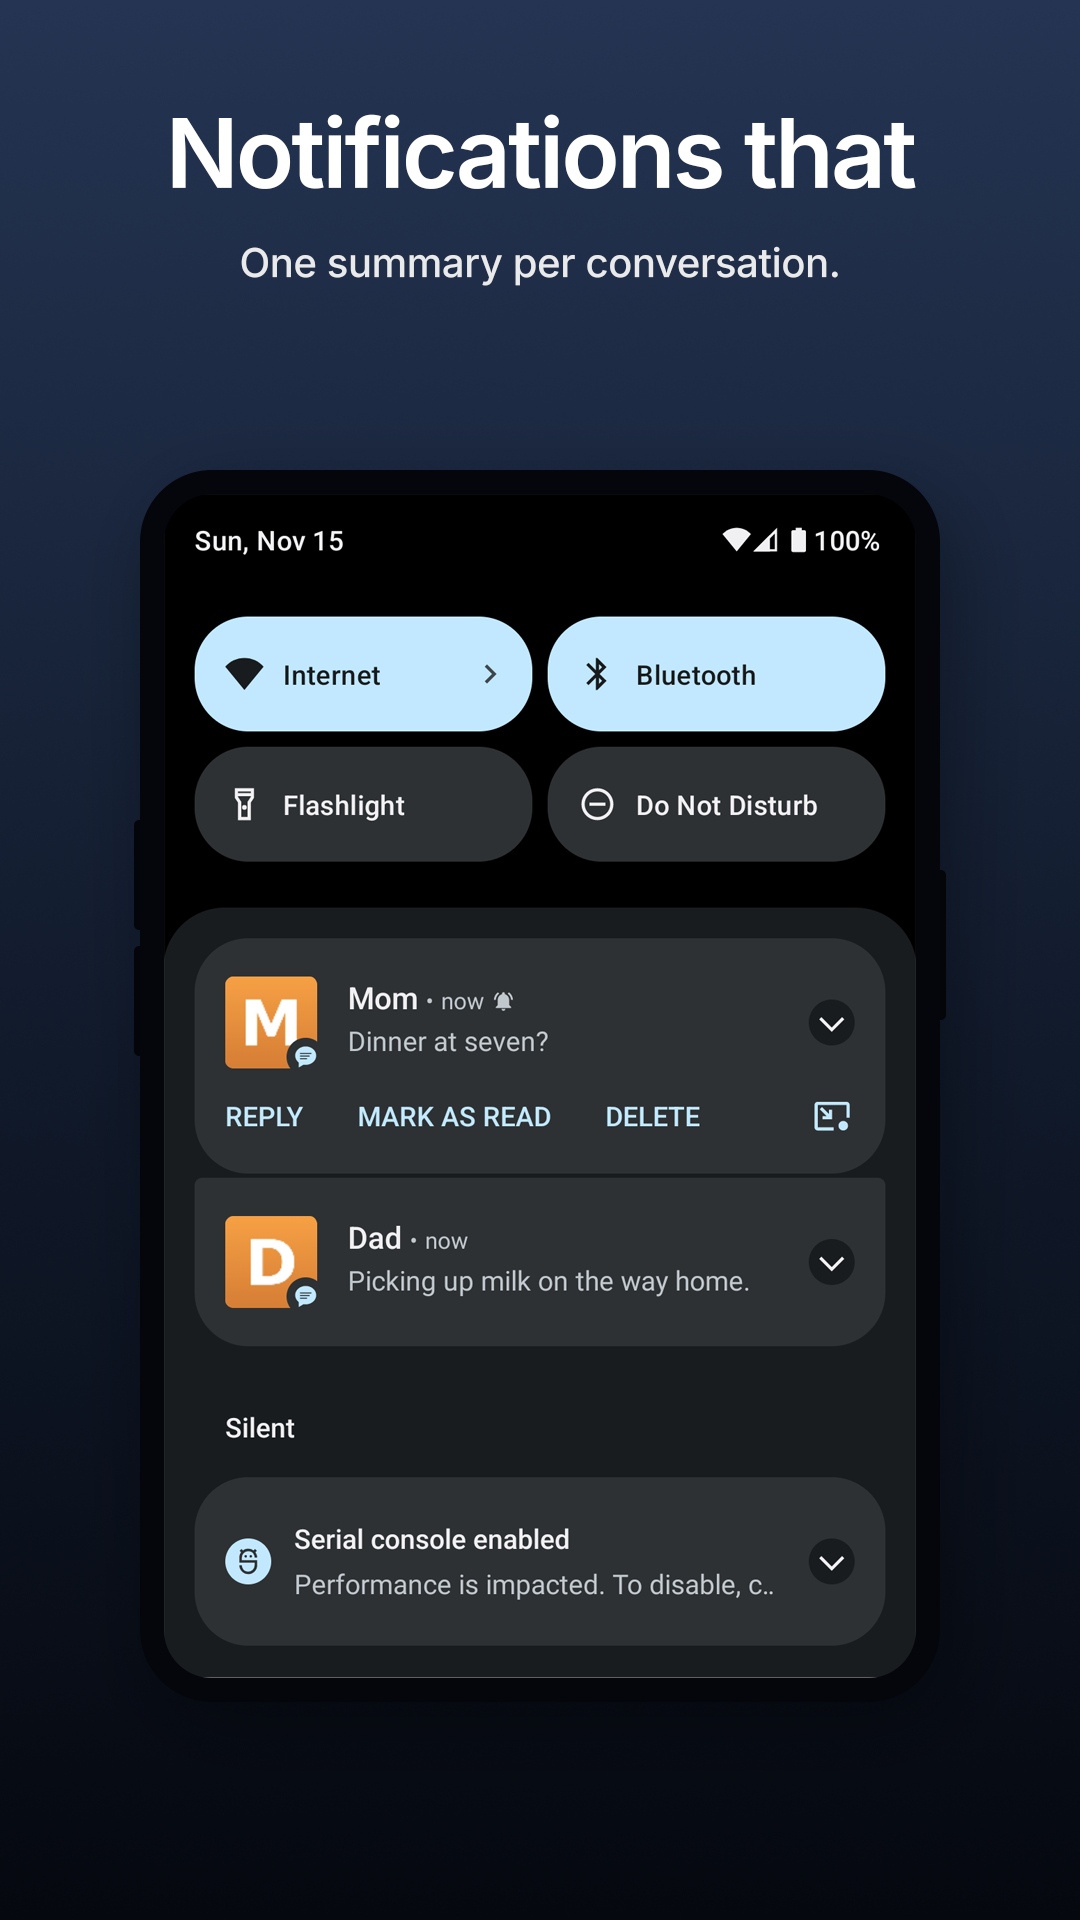 Notifications that
One summary per conversation.
Sun, Nov 15
100%
Internet
Bluetooth
Flashlight
Do Not Disturb
M
Mom • now
Dinner at seven?
REPLY
MARK AS READ
DELETE
D
Dad • now
Picking up milk on the way home.
Silent
Serial console enabled
Performance is impacted. To disable, c..